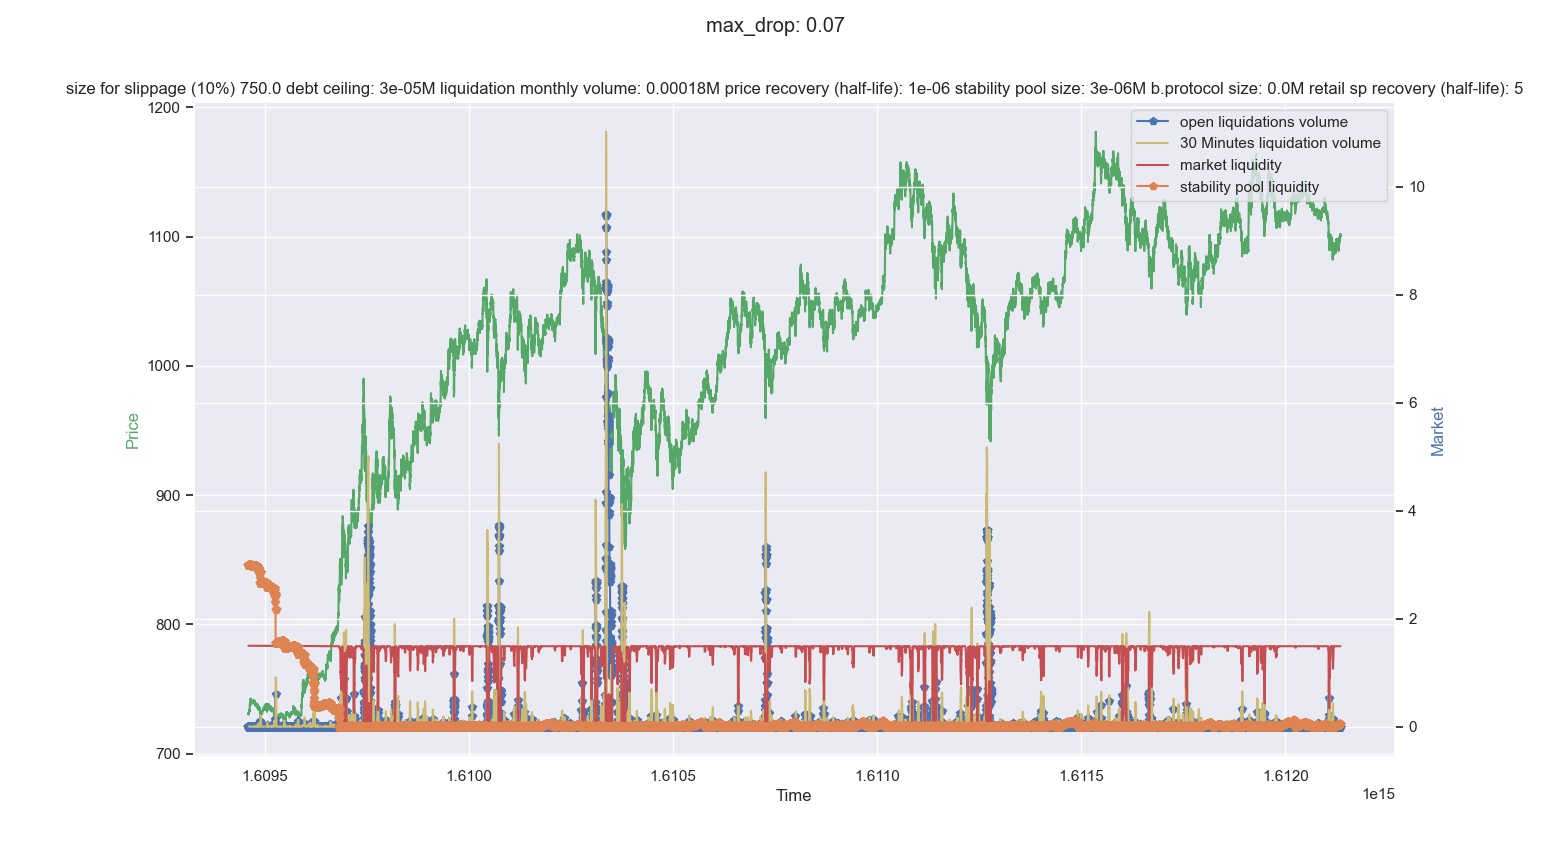 max_drop: 0.07
size for slippage (10%) 750.0 debt ceiling: 3e-05M liquidation monthly volume: 0.00018M price recovery (half-life): 1e-06 stability pool size: 3e-06M b.protocol size: 0.0M retail sp recovery (half-life): 5
open liquidations volume
30 Minutes liquidation volume
market liquidity
stability pool liquidity
1200
1100
1000
900
800
700
Price
10
8
6
4
2
0
Market
1.6095 1.6100 1.6105 1.6110 1.6115 1.6120
1e15
Time